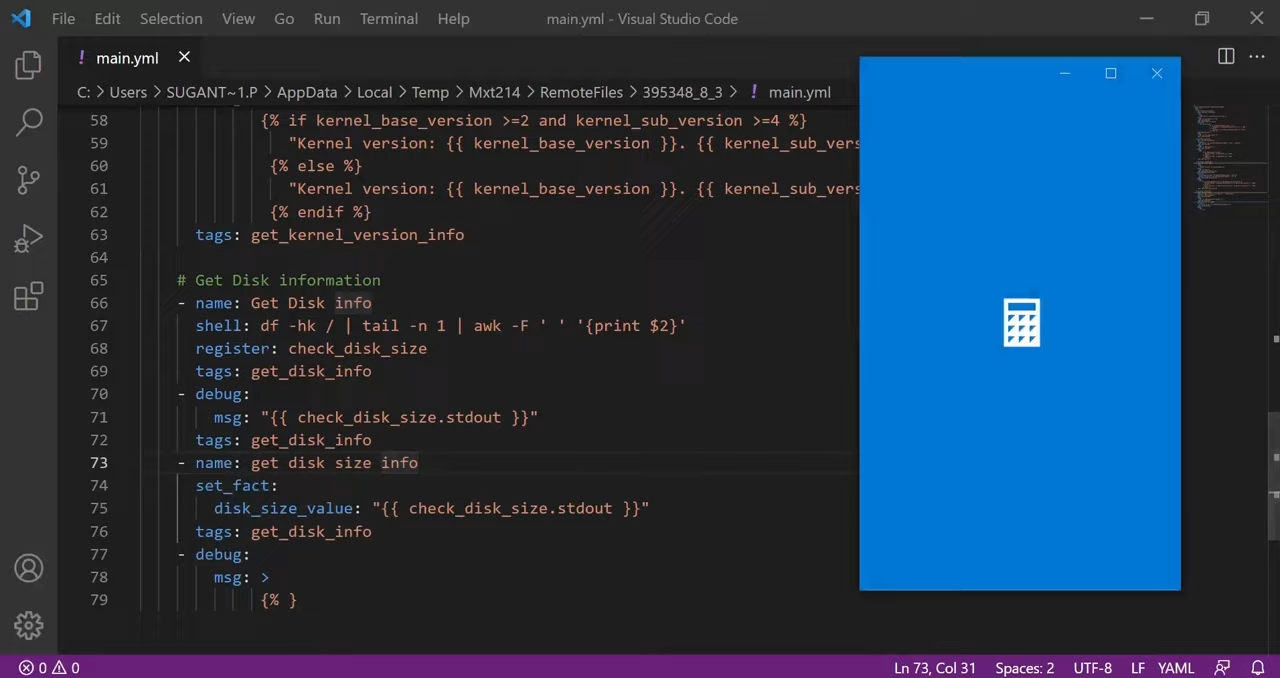 File Edit Selection View Go Run Terminal Help main.yml - Visual Studio Code
! main.yml
C: > Users > SUGANT~1.P > AppData > Local > Temp > Mxt214 > RemoteFiles > 395348_8_3 > ! main.yml
58 {% if kernel_base_version >=2 and kernel_sub_version >=4 %}
59 "Kernel version: {{ kernel_base_version }}. {{ kernel_sub_vers
60 {% else %}
61 "Kernel version: {{ kernel_base_version }}. {{ kernel_sub_vers
62 {% endif %}
63 tags: get_kernel_version_info
64
65 # Get Disk information
66 - name: Get Disk info
67 shell: df -hk / | tail -n 1 | awk -F ' ' '{print $2}'
68 register: check_disk_size
69 tags: get_disk_info
70 - debug:
71 msg: "{{ check_disk_size.stdout }}"
72 tags: get_disk_info
73 - name: get disk size info
74 set_fact:
75 disk_size_value: "{{ check_disk_size.stdout }}"
76 tags: get_disk_info
77 - debug:
78 msg: >
79 {% }
0 0 Ln 73, Col 31 Spaces: 2 UTF-8 LF YAML